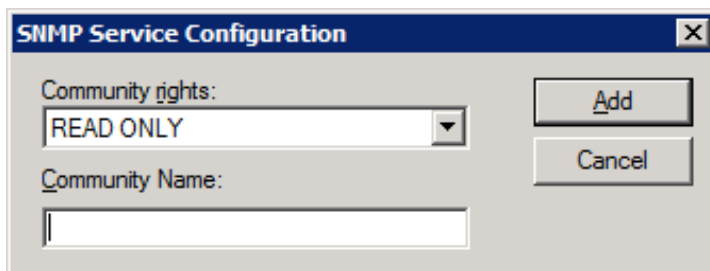 SNMP Service Configuration
Community rights:
Add
READ ONLY
Cancel
Community Name: